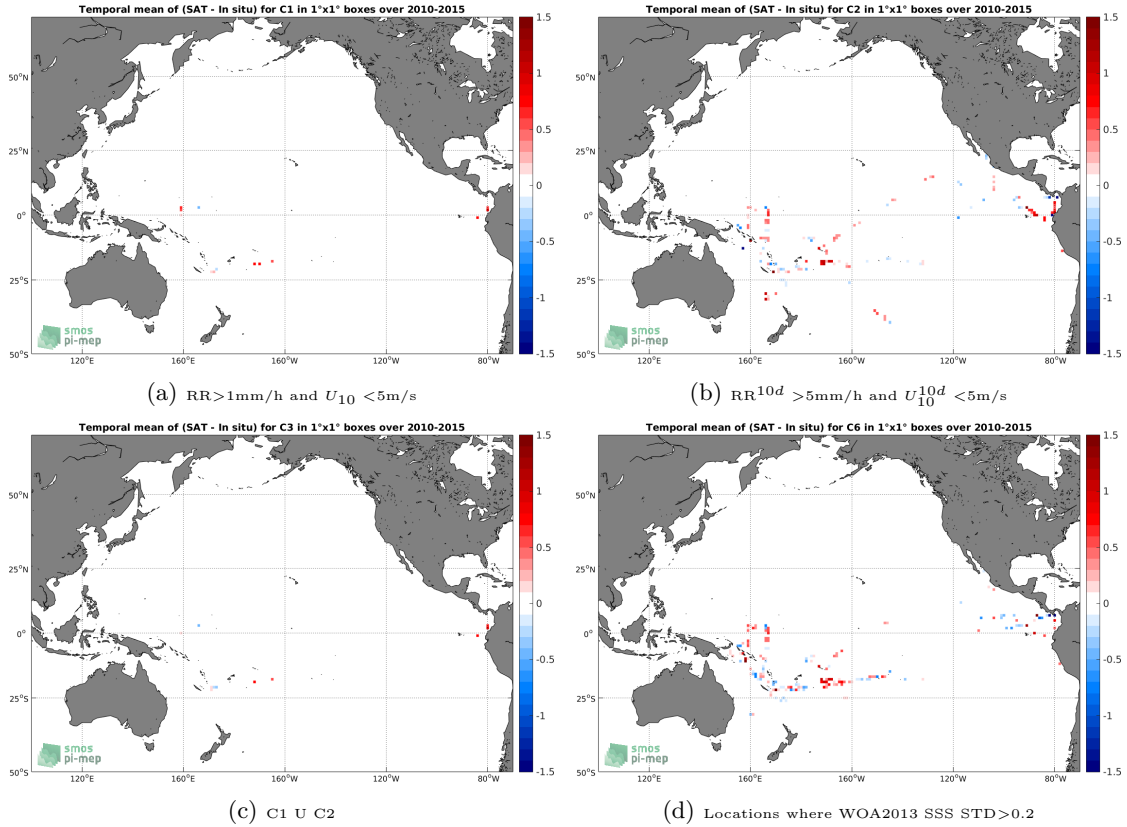 Temporal mean of (SAT - In situ) for C1 in 1°x1° boxes over 2010-2015
50°N
25°N
0°
25°S
50°S
120°E
160°E
160°W
120°W
80°W
1.5
1
0.5
0
-0.5
-1
-1.5
smos
pi-mep
(a) RR>1mm/h and U10 <5m/s
Temporal mean of (SAT - In situ) for C2 in 1°x1° boxes over 2010-2015
50°N
25°N
0°
25°S
50°S
120°E
160°E
160°W
120°W
80°W
1.5
1
0.5
0
-0.5
-1
-1.5
smos
pi-mep
(b) RR10d >5mm/h and U10 10d <5m/s
Temporal mean of (SAT - In situ) for C3 in 1°x1° boxes over 2010-2015
50°N
25°N
0°
25°S
50°S
120°E
160°E
160°W
120°W
80°W
1.5
1
0.5
0
-0.5
-1
-1.5
smos
pi-mep
(c) C1 U C2
Temporal mean of (SAT - In situ) for C6 in 1°x1° boxes over 2010-2015
50°N
25°N
0°
25°S
50°S
120°E
160°E
160°W
120°W
80°W
1.5
1
0.5
0
-0.5
-1
-1.5
smos
pi-mep
(d) Locations where WOA2013 SSS STD>0.2